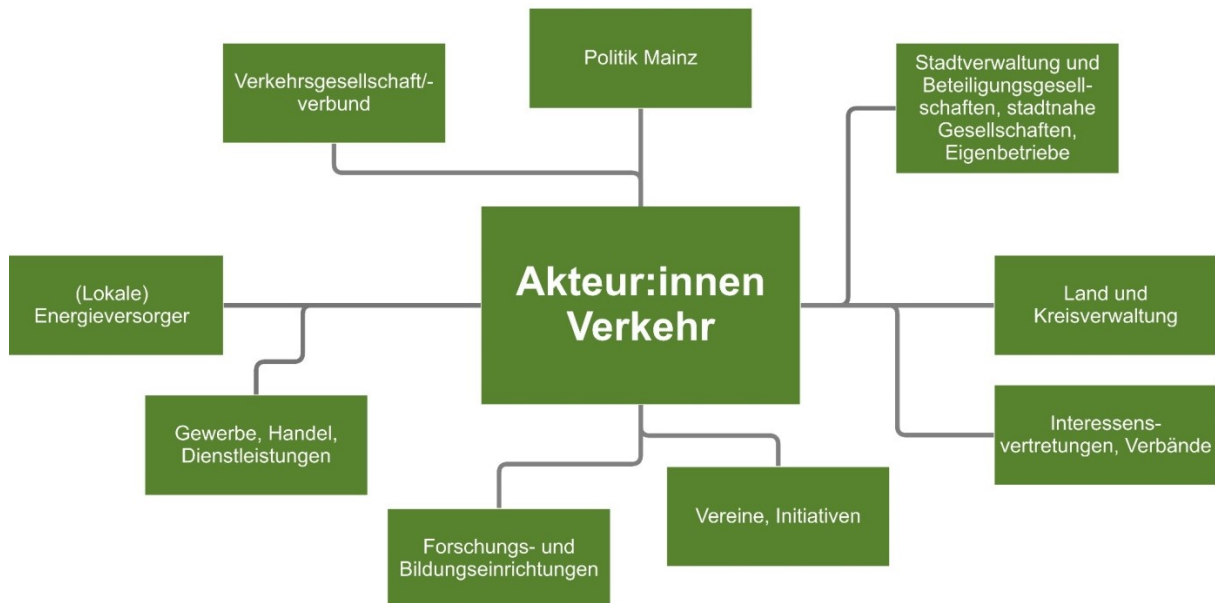 Politik Mainz
Verkehrsgesellschaft/-
verbund
Stadtverwaltung und
Beteiligungsgesell-
schaften, stadtnahe
Gesellschaften,
Eigenbetriebe
Akteur:innen
Verkehr
(Lokale)
Energieversorger
Land und
Kreisverwaltung
Gewerbe, Handel,
Dienstleistungen
Interessens-
vertretungen, Verbände
Vereine, Initiativen
Forschungs- und
Bildungseinrichtungen